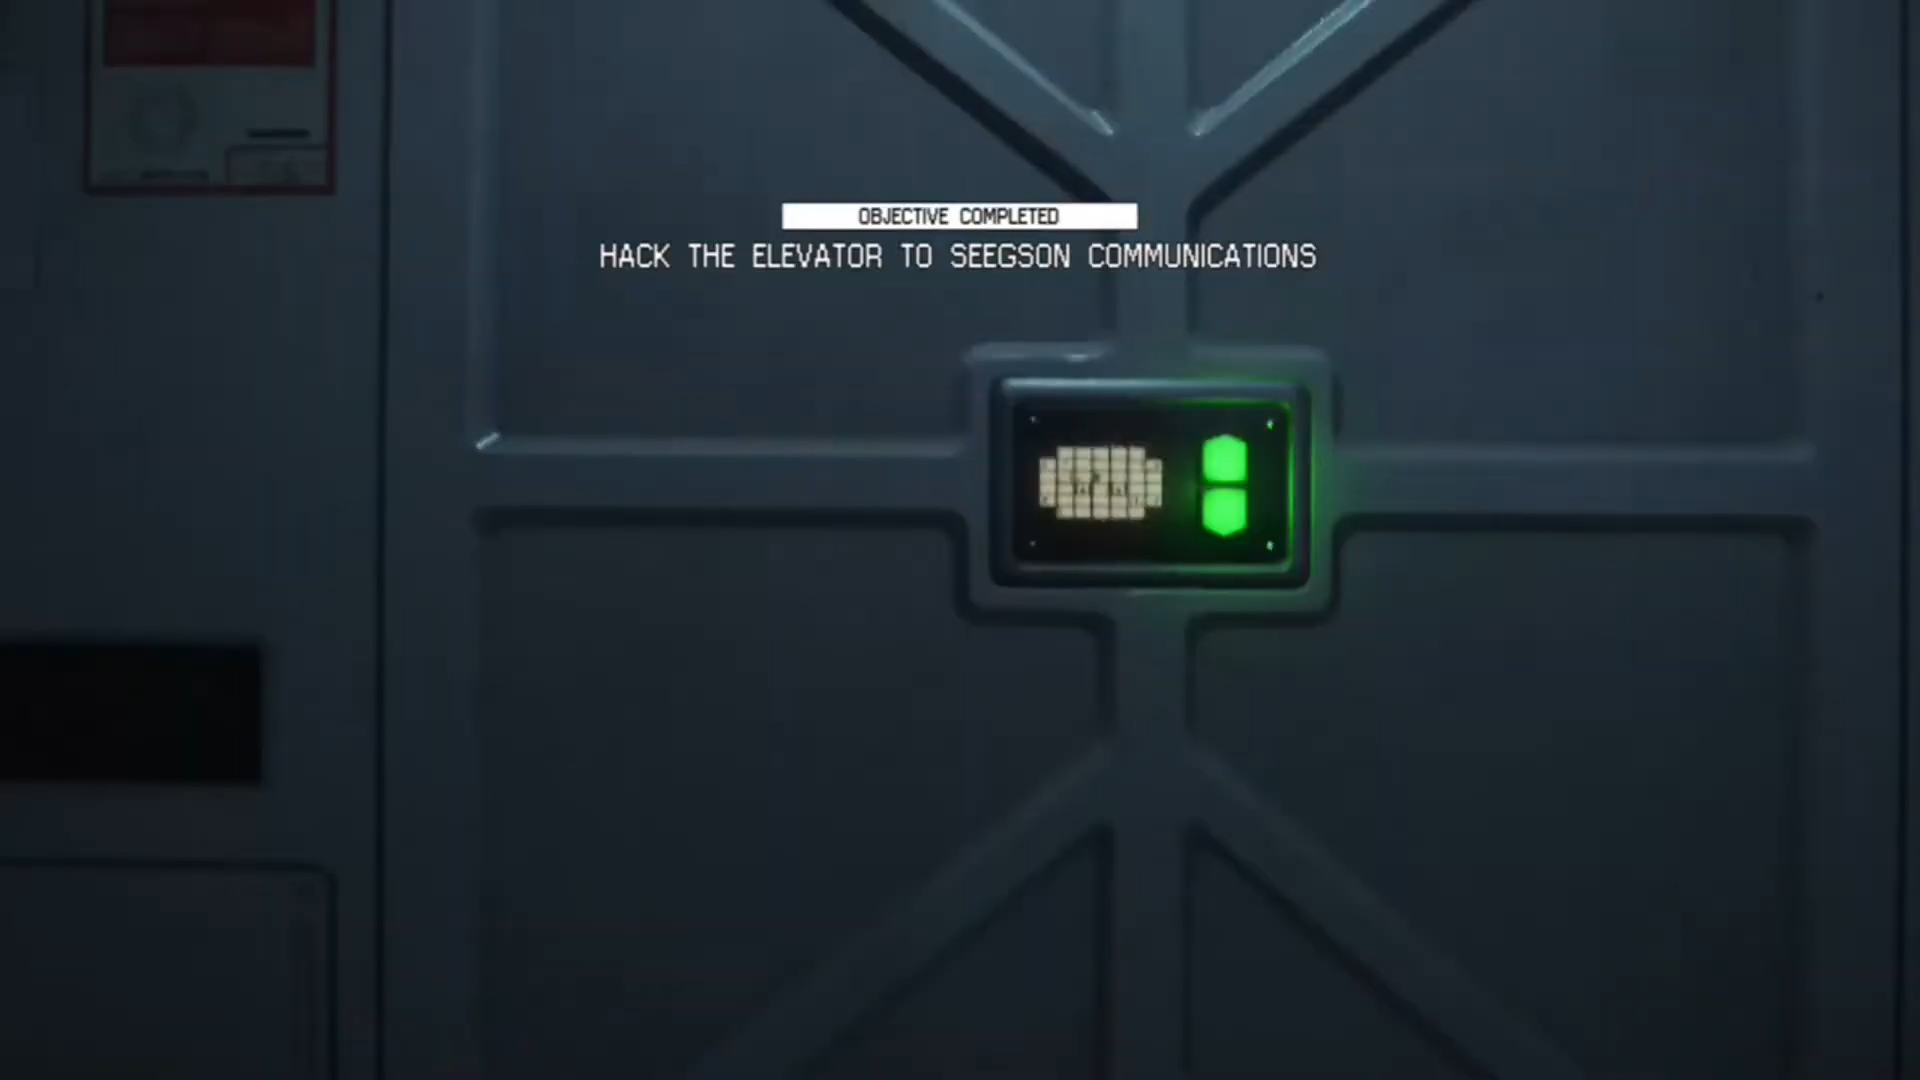 OBJECTIVE COMPLETED
HACK THE ELEVATOR TO SEEGSON COMMUNICATIONS